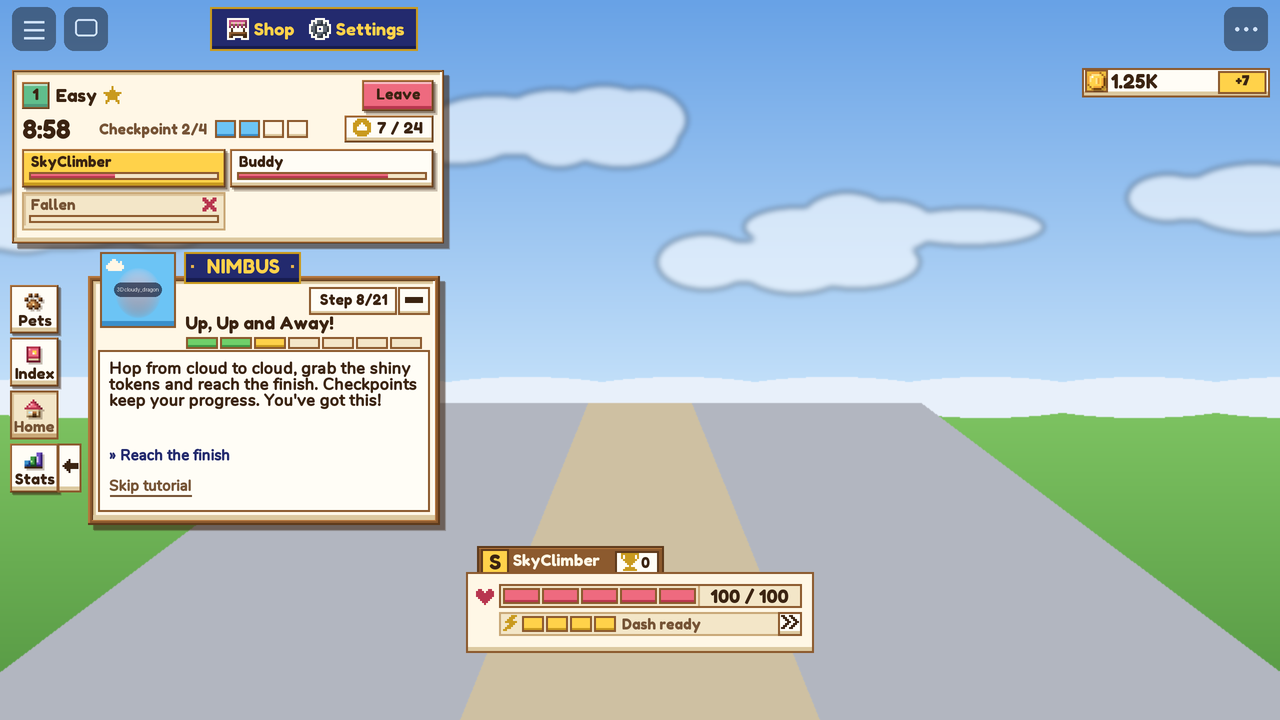 Shop
Settings
1.25K
+7
1
Easy
Leave
8:58
Checkpoint 2/4
7 / 24
SkyClimber
Buddy
Fallen
NIMBUS
3Dcloudy_dragon
Step 8/21
Up, Up and Away!
Pets
Index
Home
Stats
Hop from cloud to cloud, grab the shiny
tokens and reach the finish. Checkpoints
keep your progress. You've got this!
» Reach the finish
Skip tutorial
S
SkyClimber
0
100 / 100
Dash ready